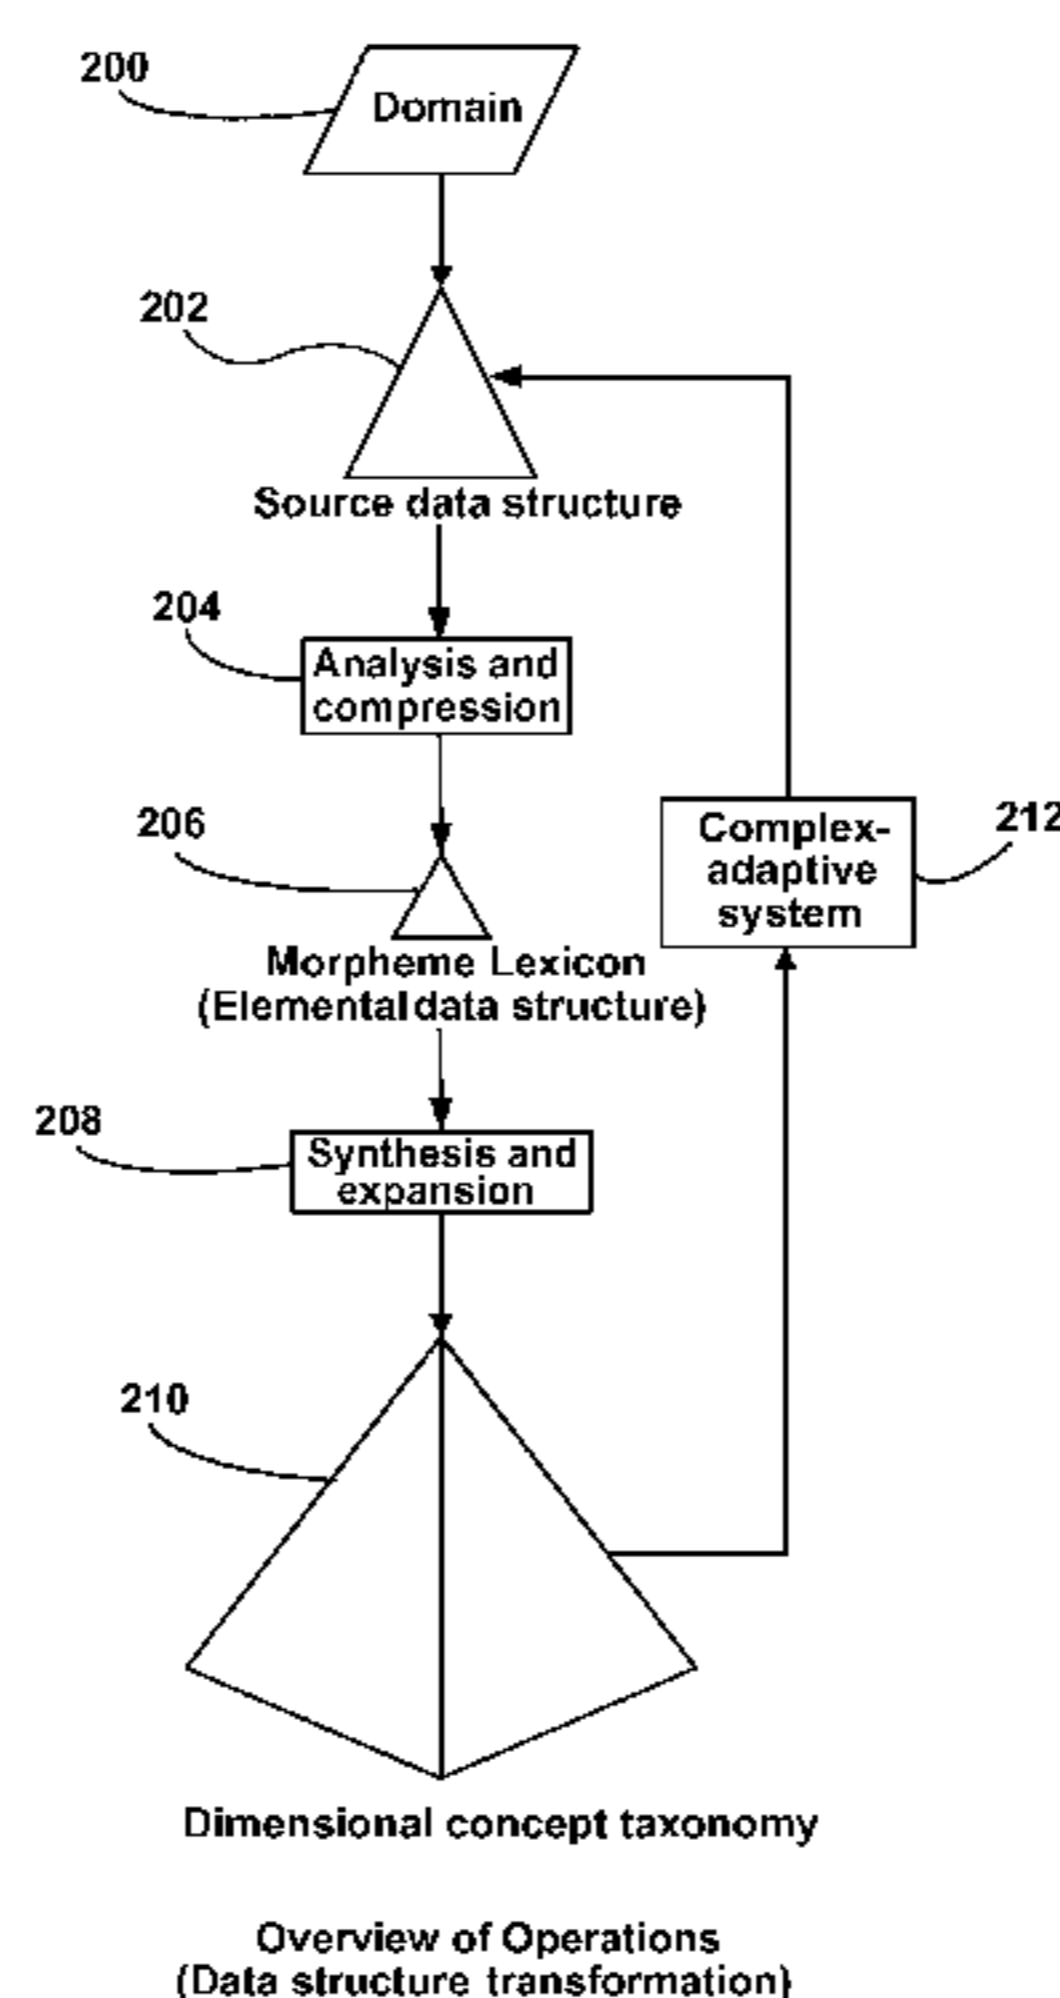 200
Domain
202
Source data structure
204
Analysis and
compression
206
Complex-
adaptive
system
212
Morpheme Lexicon
(Elemental data structure)
208
Synthesis and
expansion
210
Dimensional concept taxonomy
Overview of Operations
(Data structure transformation)